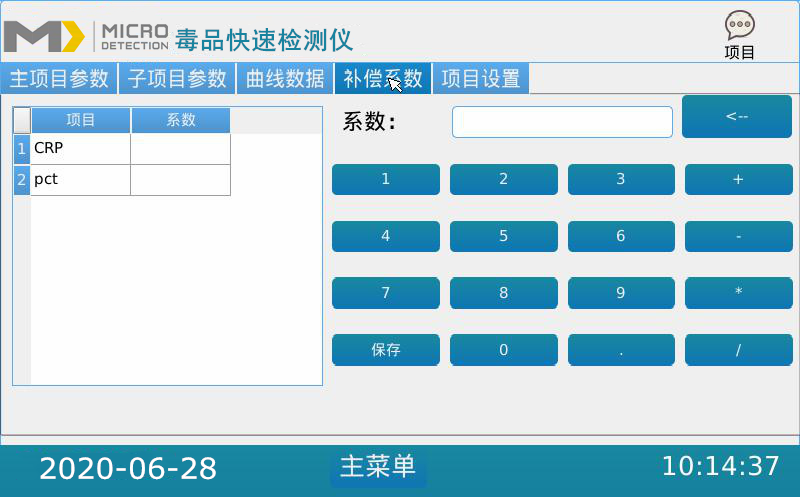 MICRO
DETECTION
毒品快速检测仪
项目
主项目参数 子项目参数 曲线数据 补偿系数 项目设置
项目 系数
1 CRP
2 pct
系数:
<--
1 2 3 +
4 5 6 -
7 8 9 *
保存 0 . /
2020-06-28 主菜单 10:14:37